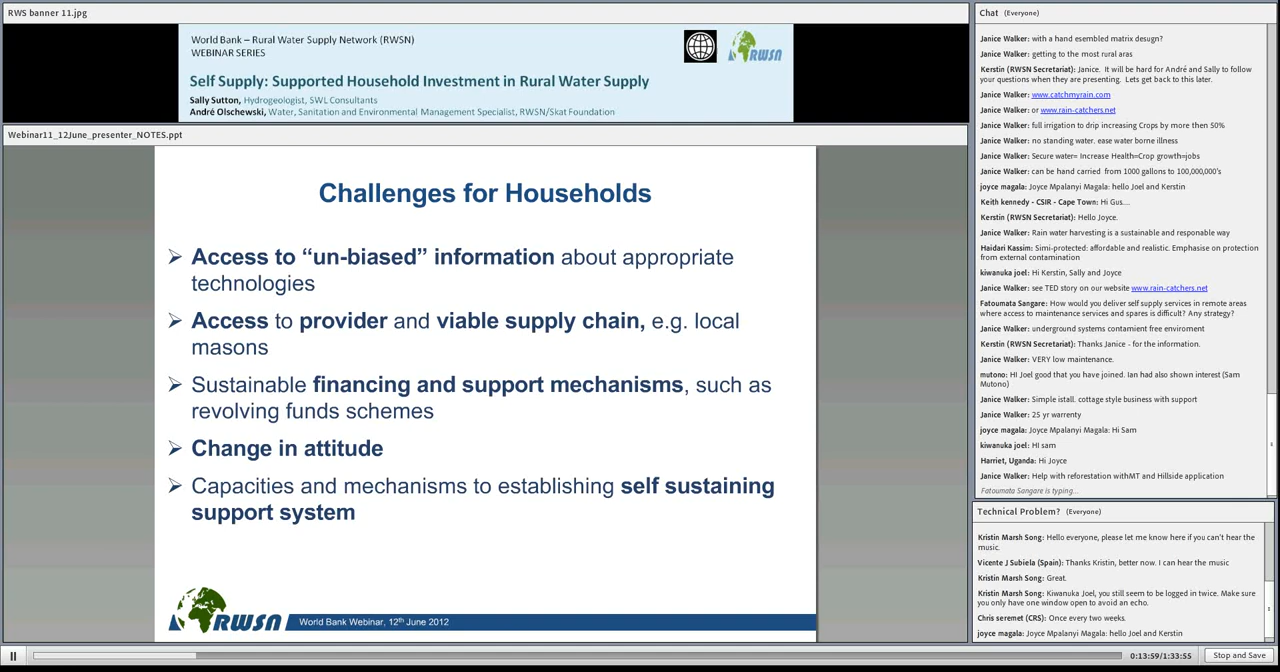 RWS banner 11.jpg
World Bank – Rural Water Supply Network (RWSN)
WEBINAR SERIES
RWSN
Self Supply: Supported Household Investment in Rural Water Supply
Sally Sutton, Hydrogeologist, SWL Consultants
André Olschewski, Water, Sanitation and Environmental Management Specialist, RWSN/Skat Foundation
Webinar11_12June_presenter_NOTES.ppt
Challenges for Households
➢ Access to “un-biased” information about appropriate
technologies
➢ Access to provider and viable supply chain, e.g. local
masons
➢ Sustainable financing and support mechanisms, such as
revolving funds schemes
➢ Change in attitude
➢ Capacities and mechanisms to establishing self sustaining
support system
RWSN
World Bank Webinar, 12th June 2012
Chat (Everyone)
Janice Walker: with a hand esembled matrix desugn?
Janice Walker: getting to the most rural aras
Kerstin (RWSN Secretariat): Janice. It will be hard for André and Sally to follow
your questions when they are presenting. Lets get back to this later.
Janice Walker: www.catchmyrain.com
Janice Walker: or www.rain-catchers.net
Janice Walker: full irrigation to drip increasing Crops by more then 50%
Janice Walker: no standing water. ease water borne illness
Janice Walker: Secure water= Increase Health=Crop growth=jobs
Janice Walker: can be hand carried from 1000 gallons to 100,000,000's
joyce magala: Joyce Mpalanyi Magala: hello Joel and Kerstin
Keith kennedy - CSIR - Cape Town: Hi Gus....
Kerstin (RWSN Secretariat): Hello Joyce.
Janice Walker: Rain water harvesting is a sustainable and responable way
Haidari Kassim: Simi-protected: affordable and realistic. Emphasise on protection
from external contamination
kiwanuka joel: Hi Kerstin, Sally and Joyce
Janice Walker: see TED story on our website www.rain-catchers.net
Fatoumata Sangare: How would you deliver self supply services in remote areas
where access to maintenance services and spares is difficult? Any strategy?
Janice Walker: underground systems contamient free enviroment
Kerstin (RWSN Secretariat): Thanks Janice - for the information.
Janice Walker: VERY low maintenance.
mutono: HI Joel good that you have joined. Ian had also shown interest (Sam
Mutono)
Janice Walker: Simple istall. cottage style business with support
Janice Walker: 25 yr warrenty
joyce magala: Joyce Mpalanyi Magala: Hi Sam
kiwanuka joel: HI sam
Harriet, Uganda: Hi Joyce
Janice Walker: Help with reforestation withMT and Hillside application
Fatoumata Sangare is typing...
Technical Problem? (Everyone)
Kristin Marsh Song: Hello everyone, please let me know here if you can't hear the
music.
Vicente J Subiela (Spain): Thanks Kristin, better now. I can hear the music
Kristin Marsh Song: Great.
Kristin Marsh Song: Kiwanuka Joel, you still seem to be logged in twice. Make sure
you only have one window open to avoid an echo.
Chris seremet (CRS): Once every two weeks.
joyce magala: Joyce Mpalanyi Magala: hello Joel and Kerstin
0:13:59/1:33:55
Stop and Save